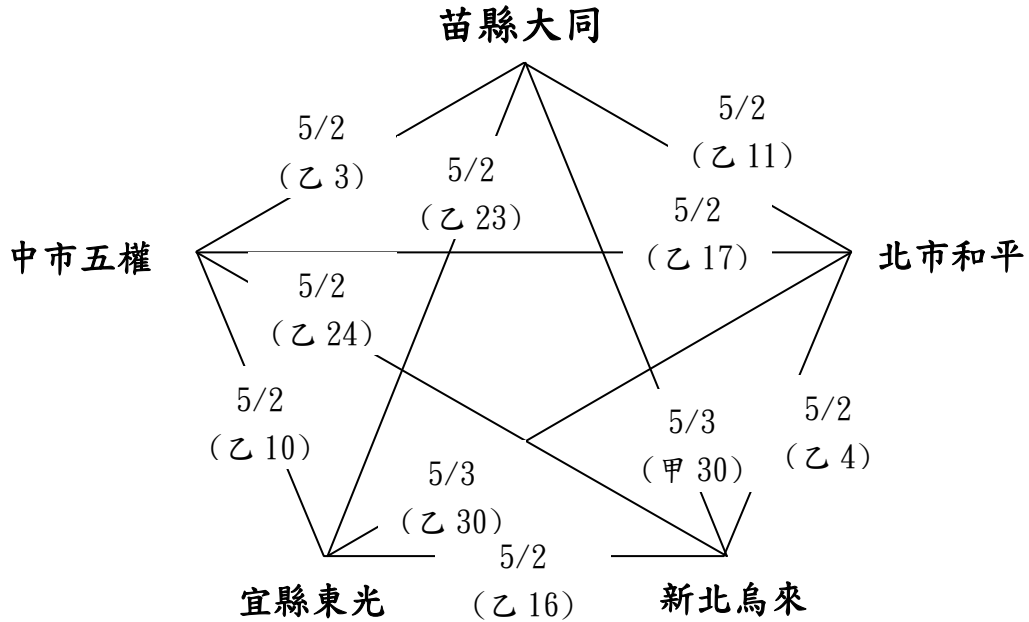 苗縣大同
5/2
(乙 3)
5/2
(乙 11)
5/2
(乙 23)
5/2
(乙 17)
中市五權
北市和平
5/2
(乙 24)
5/2
(乙 10)
5/3
(甲 30)
5/2
(乙 4)
5/3
(乙 30)
5/2
(乙 16)
宜縣東光
新北烏來